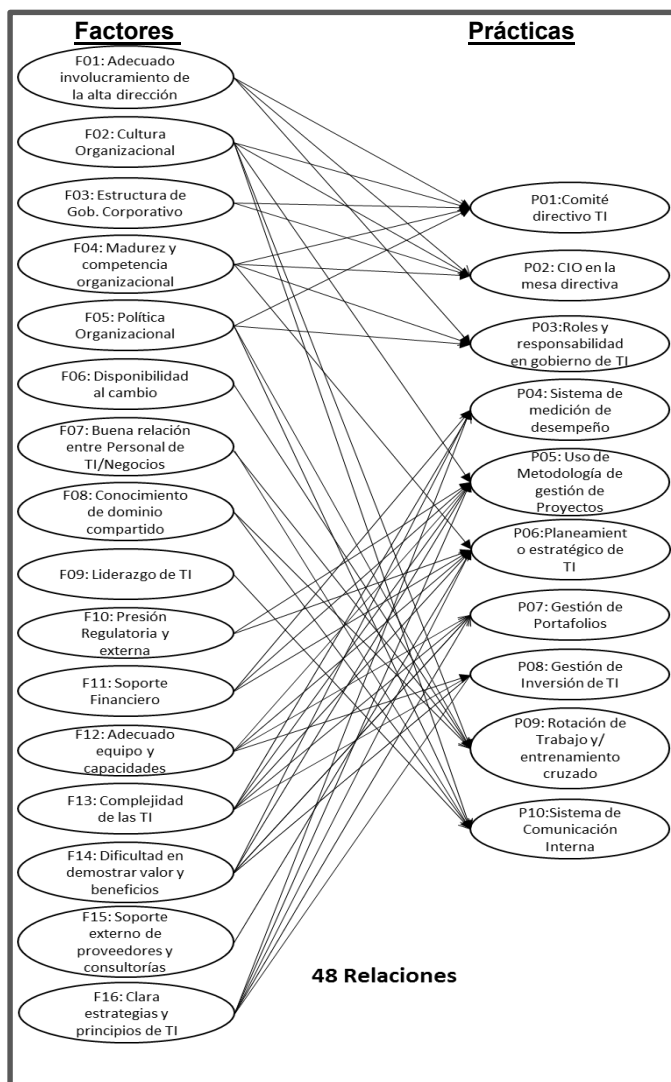 Factores
Prácticas
F01: Adecuado
involucramiento de
la alta dirección
F02: Cultura
Organizacional
F03: Estructura de
Gob. Corporativo
F04: Madurez y
competencia
organizacional
F05: Política
Organizacional
F06: Disponibilidad
al cambio
F07: Buena relación
entre Personal de
TI/Negocios
F08: Conocimiento
de dominio
compartido
F09: Liderazgo de TI
F10: Presión
Regulatoria y
externa
F11: Soporte
Financiero
F12: Adecuado
equipo y
capacidades
F13: Complejidad
de las TI
F14: Dificultad en
demostrar valor y
beneficios
F15: Soporte
externo de
proveedores y
consultorías
F16: Clara
estrategias y
principios de TI
P01:Comité
directivo TI
P02: CIO en la
mesa directiva
P03:Roles y
responsabilidad
en gobierno de TI
P04: Sistema de
medición de
desempeño
P05: Uso de
Metodología de
gestión de
Proyectos
P06:Planeamient
o estratégico de
TI
P07: Gestión de
Portafolios
P08: Gestión de
Inversión de TI
P09: Rotación de
Trabajo y/
entrenamiento
cruzado
P10:Sistema de
Comunicación
Interna
48 Relaciones